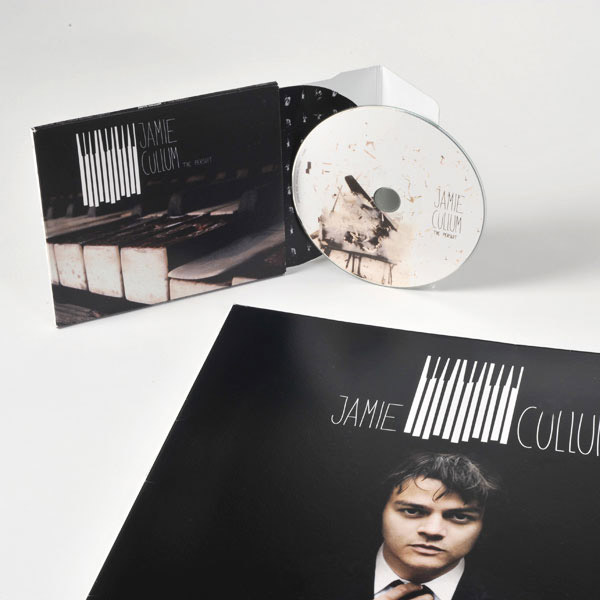 JAMIE
CULLUM
THE PURSUIT
JAMIE
CULLUM
THE PURSUIT
JAMIE CULLUM